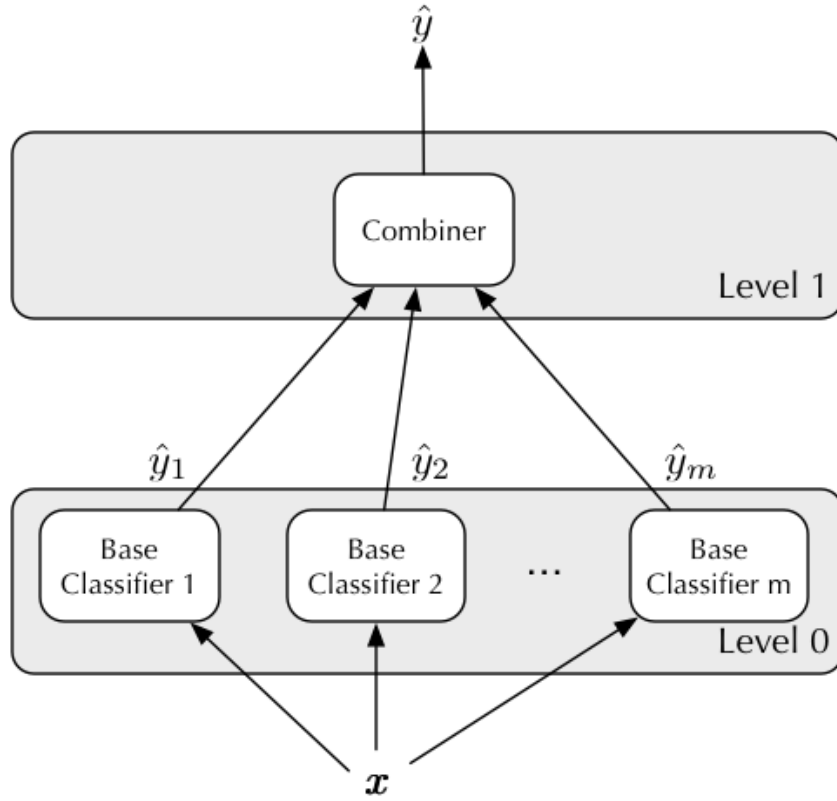 ŷ
Combiner
Level 1
ŷ₁
ŷ₂
ŷₘ
Base
Classifier 1
Base
Classifier 2
...
Base
Classifier m
Level 0
x